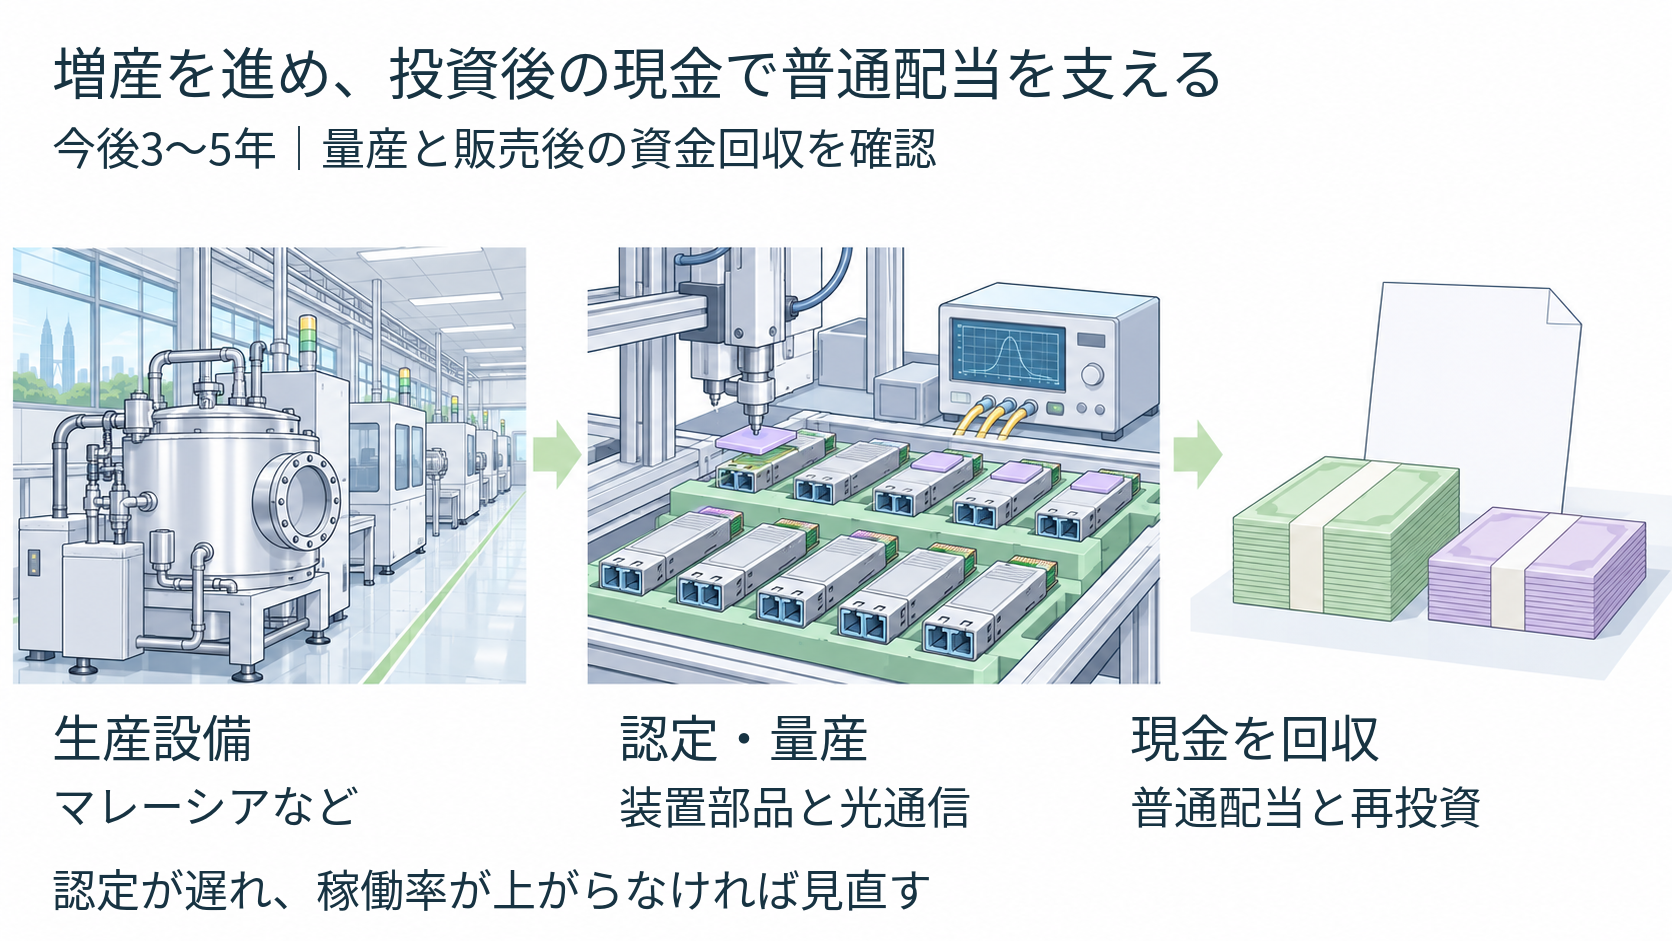 増産を進め、投資後の現金で普通配当を支える
今後3～5年｜量産と販売後の資金回収を確認
生産設備
マレーシアなど
認定・量産
装置部品と光通信
現金を回収
普通配当と再投資
認定が遅れ、稼働率が上がらなければ見直す